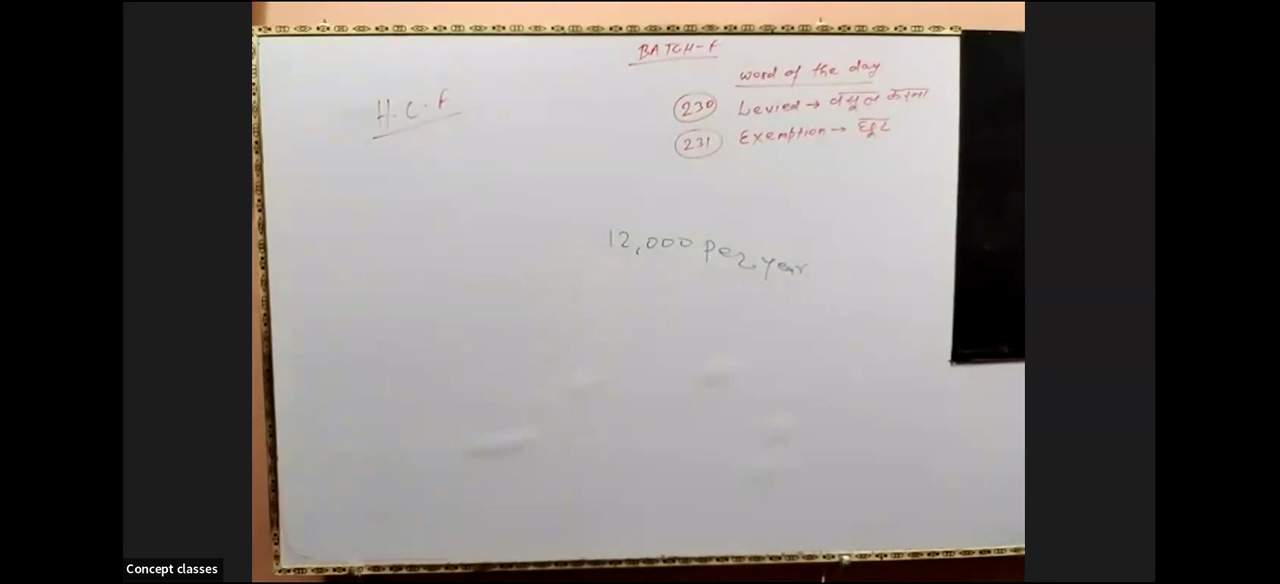 BATCH-F
word of the day
H.C.F
230 Levied → वसूल करना
231 Exemption → छूट
12,000 Per year
Concept classes